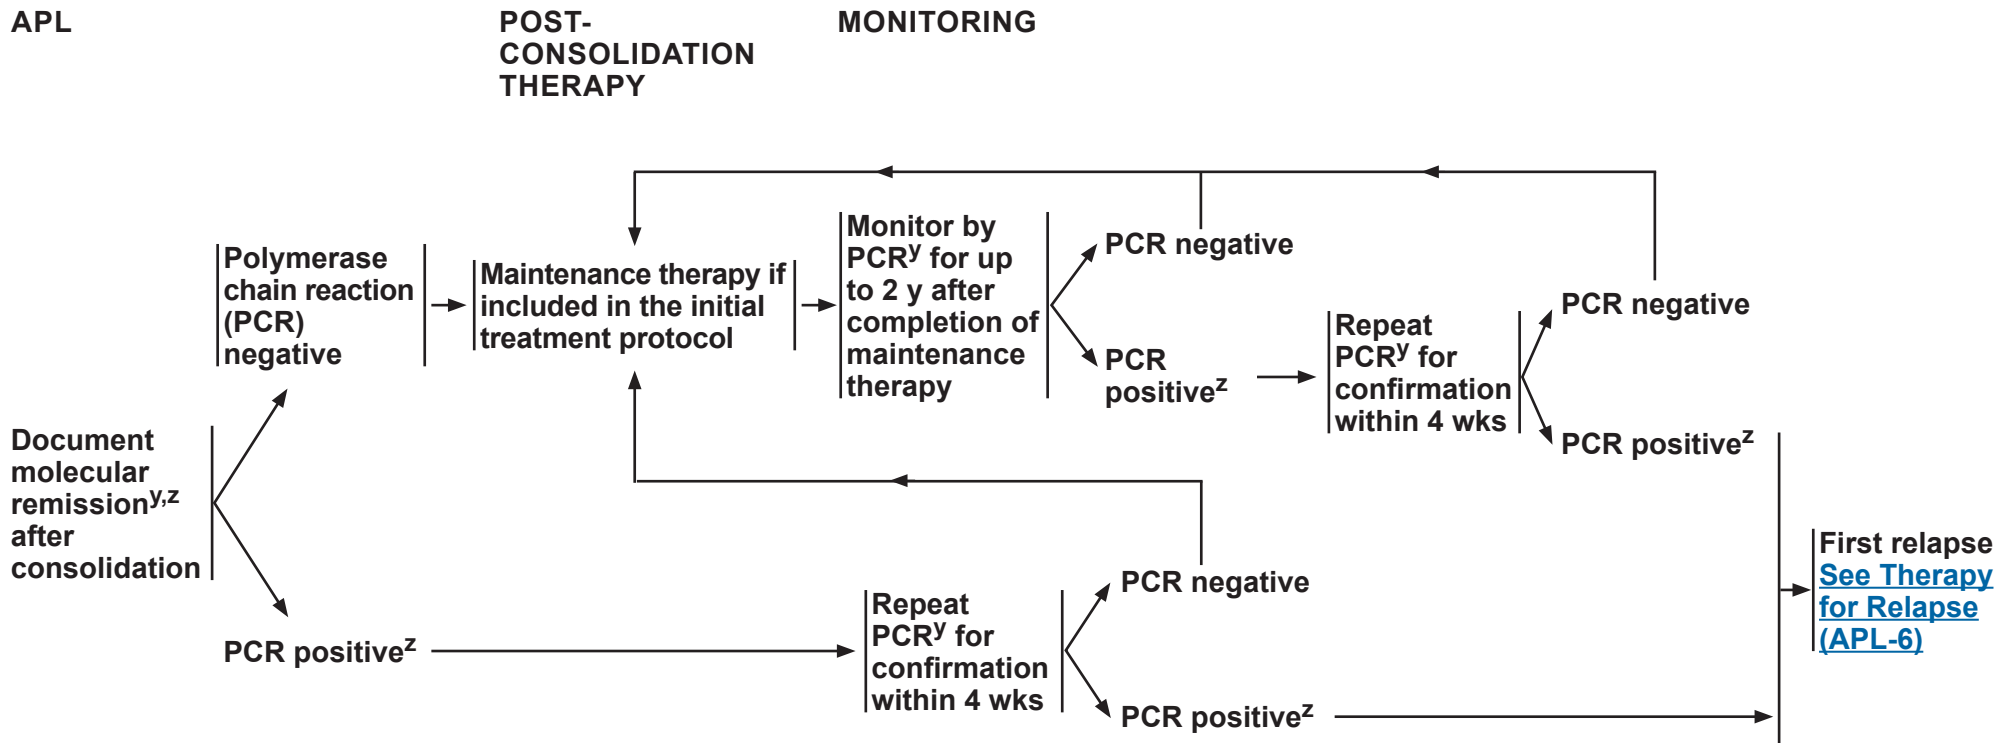 APL
POST-
CONSOLIDATION
THERAPY
MONITORING
Document
molecular
remissionʸ,ᶻ
after
consolidation
Polymerase
chain reaction
(PCR)
negative
PCR positiveᶻ
Maintenance therapy if
included in the initial
treatment protocol
Monitor by
PCRʸ for up
to 2 y after
completion of
maintenance
therapy
PCR negative
PCR
positiveᶻ
Repeat
PCRʸ for
confirmation
within 4 wks
PCR negative
PCR positiveᶻ
Repeat
PCRʸ for
confirmation
within 4 wks
PCR negative
PCR positiveᶻ
First relapse
See Therapy
for Relapse
(APL-6)